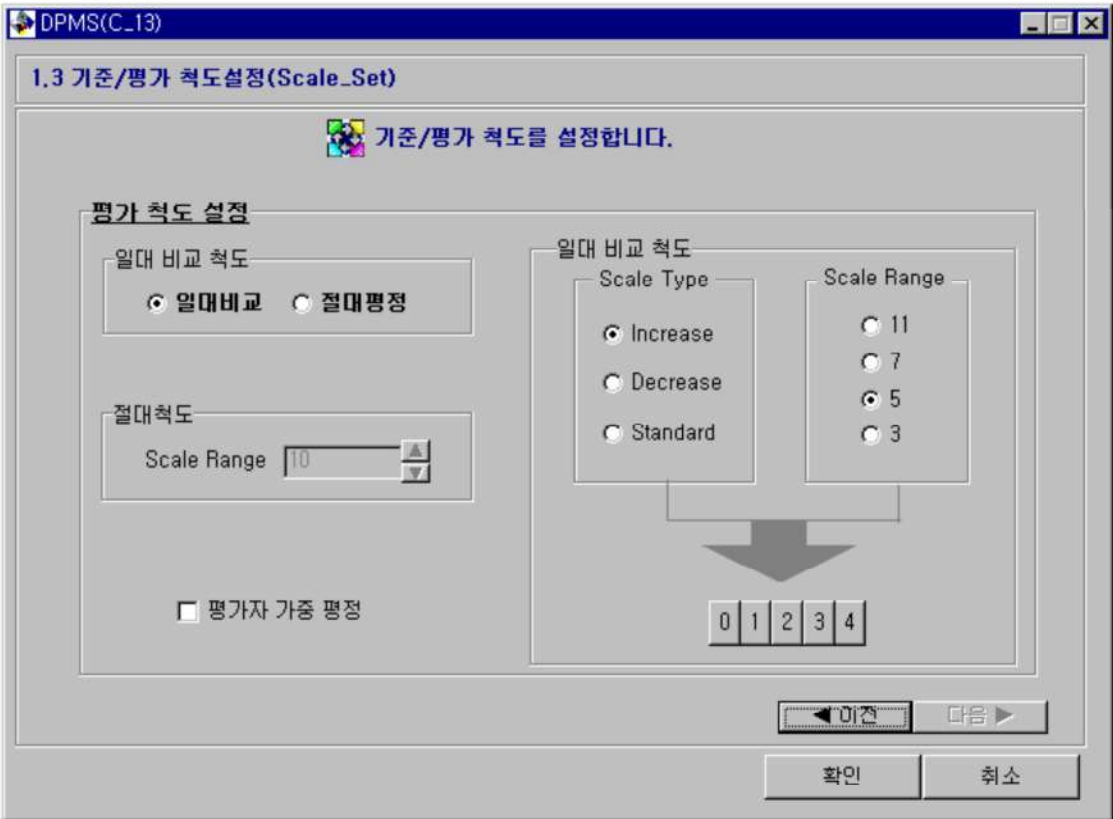 DPMS(C_13)
1.3 기준/평가 척도설정(Scale_Set)
기준/평가 척도를 설정합니다.
평가 척도 설정
일대 비교 척도
일대비교 절대평정
절대척도
Scale Range 10
평가자 가중 평정
일대 비교 척도
Scale Type
Increase
Decrease
Standard
Scale Range
11
7
5
3
0 1 2 3 4
◀ 이전 다음 ▶
확인 취소